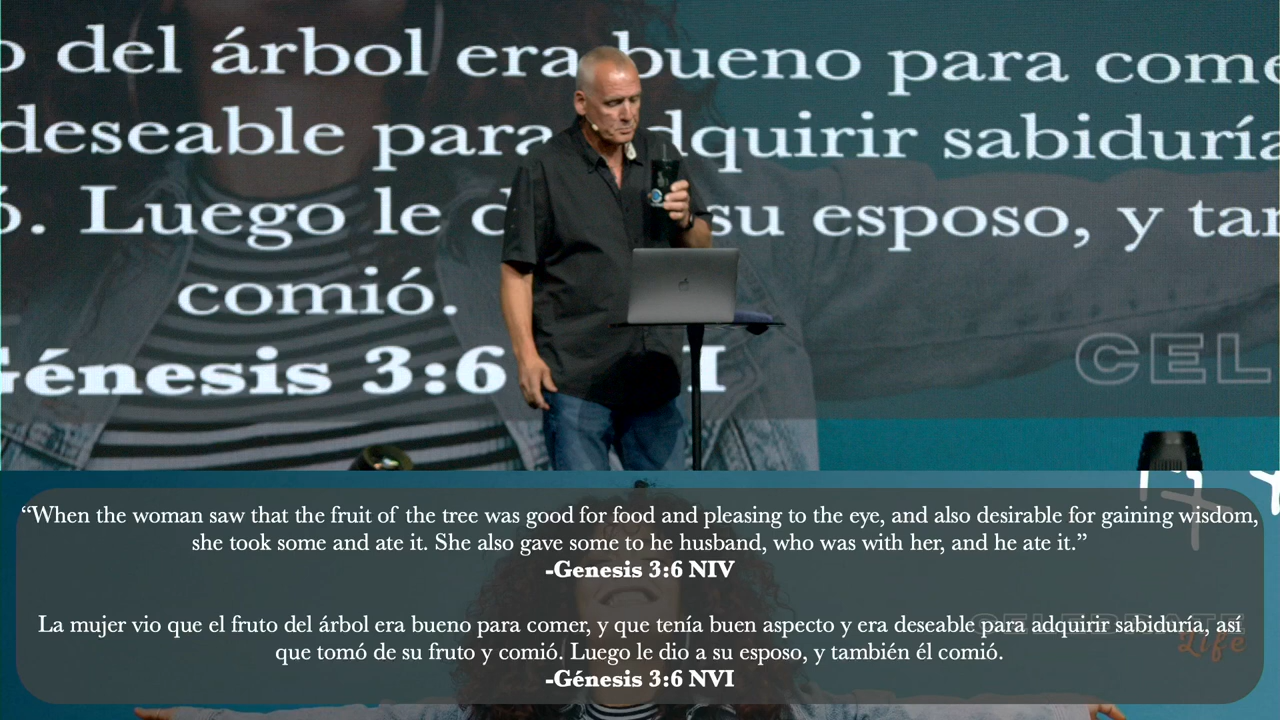 o del árbol era bueno para come
deseable para adquirir sabiduría
ó. Luego le d su esposo, y tar
comió.
Génesis 3:6 I
CEL
“When the woman saw that the fruit of the tree was good for food and pleasing to the eye, and also desirable for gaining wisdom,
she took some and ate it. She also gave some to he husband, who was with her, and he ate it.”
-Genesis 3:6 NIV
La mujer vio que el fruto del árbol era bueno para comer, y que tenía buen aspecto y era deseable para adquirir sabiduría, así
que tomó de su fruto y comió. Luego le dio a su esposo, y también él comió.
-Génesis 3:6 NVI
CELEBRATE
Life